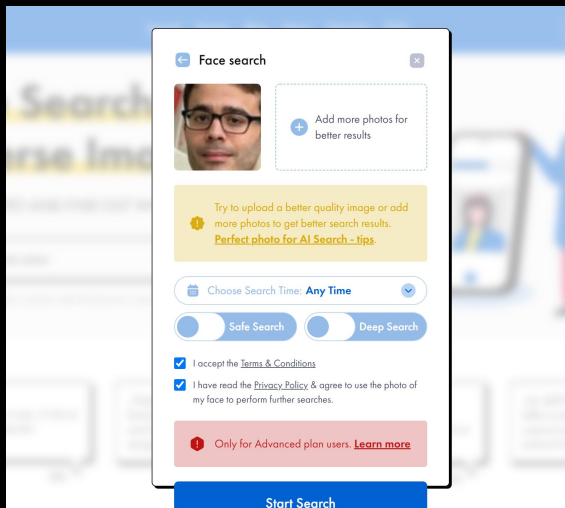 Face search
Add more photos for
better results
Try to upload a better quality image or add
more photos to get better search results.
Perfect photo for AI Search - tips.
Choose Search Time: Any Time
Safe Search
Deep Search
I accept the Terms & Conditions
I have read the Privacy Policy & agree to use the photo of
my face to perform further searches.
Only for Advanced plan users. Learn more
Start Search